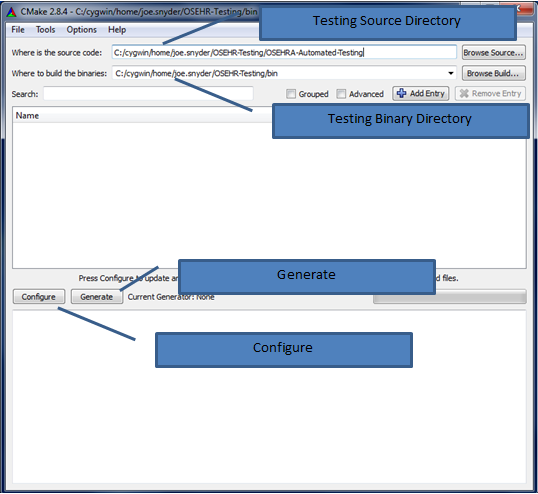 CMake 2.8.4 - C:/cygwin/home/joe.snyder/OSEHR-Testing/bin
Testing Source Directory
File Tools Options Help
Where is the source code: C:/cygwin/home/joe.snyder/OSEHR-Testing/OSEHRA-Automated-Testing Browse Source...
Where to build the binaries: C:/cygwin/home/joe.snyder/OSEHR-Testing/bin Browse Build...
Search: Grouped Advanced Add Entry Remove Entry
Name
Testing Binary Directory
Press Configure to update files.
Generate
Configure Generate Current Generator: None
Configure